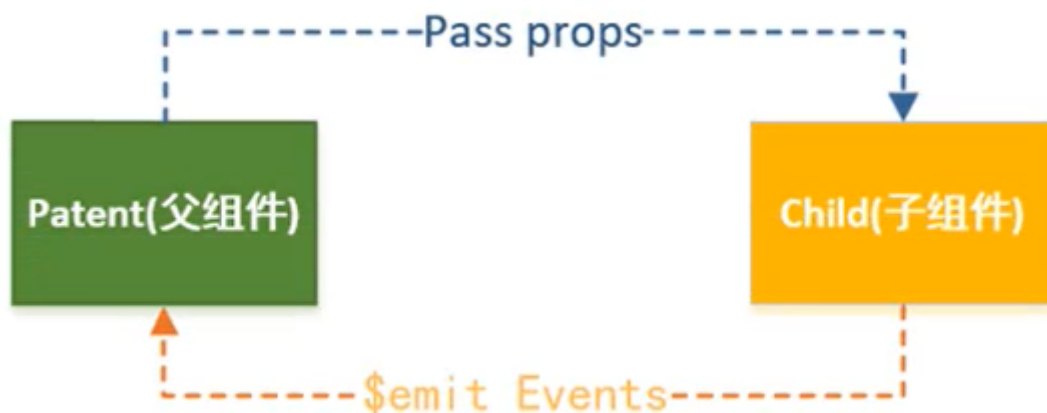 Pass props
Patent(父组件)
Child(子组件)
$emit Events